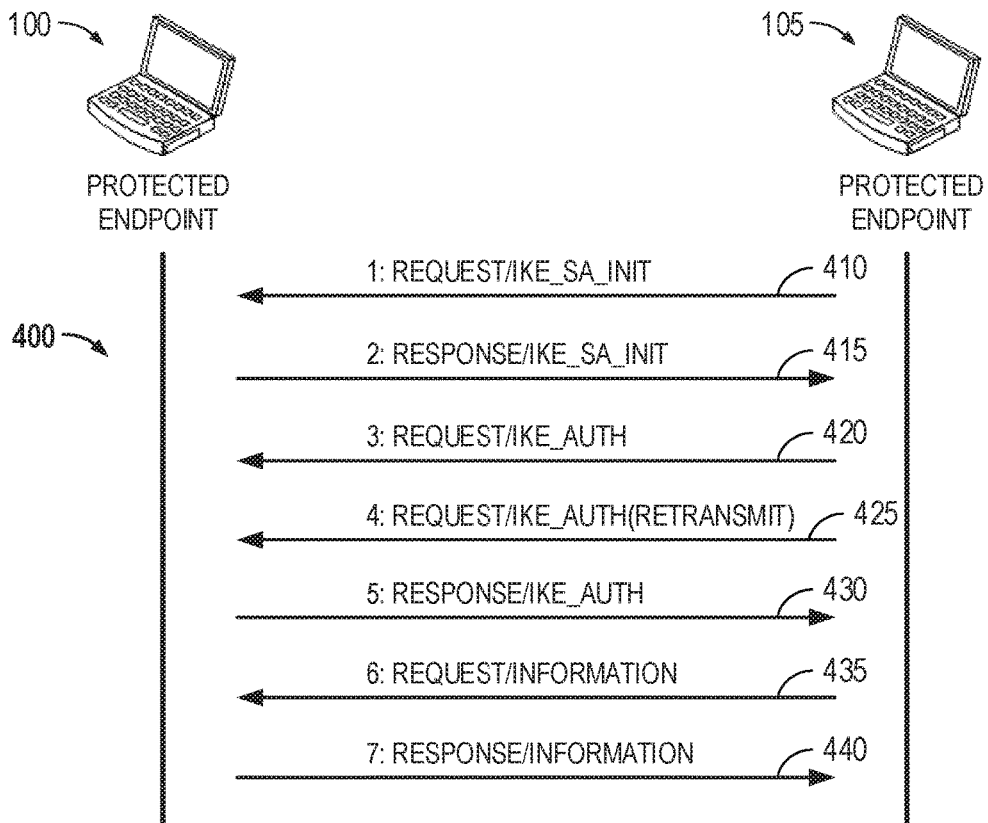 100
105
PROTECTED
ENDPOINT
PROTECTED
ENDPOINT
1: REQUEST/IKE_SA_INIT
410
400
2: RESPONSE/IKE_SA_INIT
415
3: REQUEST/IKE_AUTH
420
4: REQUEST/IKE_AUTH(RETRANSMIT)
425
5: RESPONSE/IKE_AUTH
430
6: REQUEST/INFORMATION
435
7: RESPONSE/INFORMATION
440